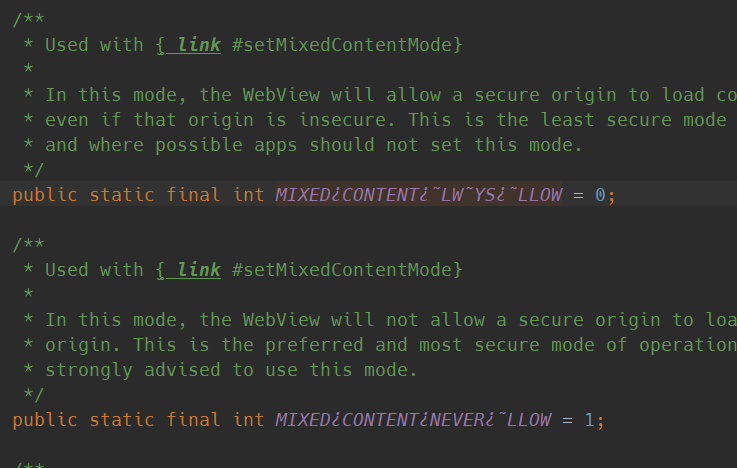 /**
* Used with { link #setMixedContentMode}
*
* In this mode, the WebView will allow a secure origin to load co
* even if that origin is insecure. This is the least secure mode
* and where possible apps should not set this mode.
*/
public static final int MIXED¿CONTENT¿˜LW˜YS¿˜LLOW = 0;
/**
* Used with { link #setMixedContentMode}
*
* In this mode, the WebView will not allow a secure origin to loa
* origin. This is the preferred and most secure mode of operation
* strongly advised to use this mode.
*/
public static final int MIXED¿CONTENT¿NEVER¿˜LLOW = 1;
/**